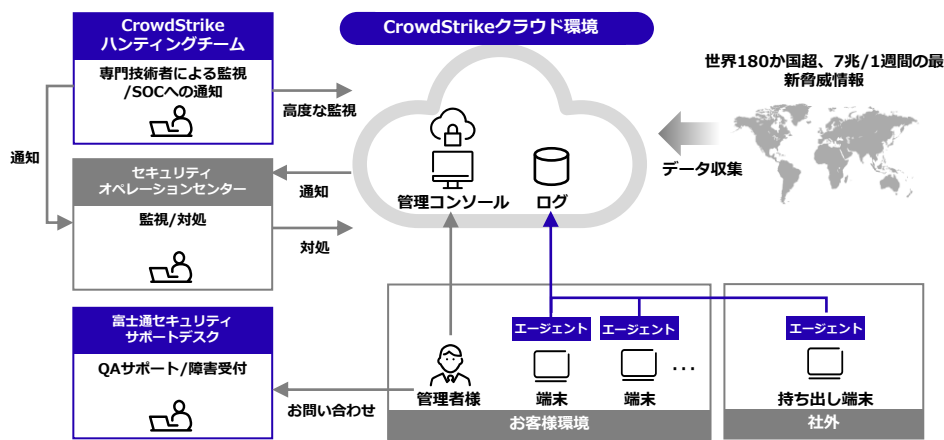 CrowdStrike
ハンティングチーム
専門技術者による監視
/SOCへの通知
高度な監視
通知
セキュリティ
オペレーションセンター
監視/対処
通知
対処
富士通セキュリティ
サポートデスク
QAサポート/障害受付
お問い合わせ
CrowdStrikeクラウド環境
管理コンソール
ログ
世界180か国超、7兆/1週間の最
新脅威情報
データ収集
エージェント
エージェント
エージェント
管理者様
端末
端末
…
持ち出し端末
お客様環境
社外